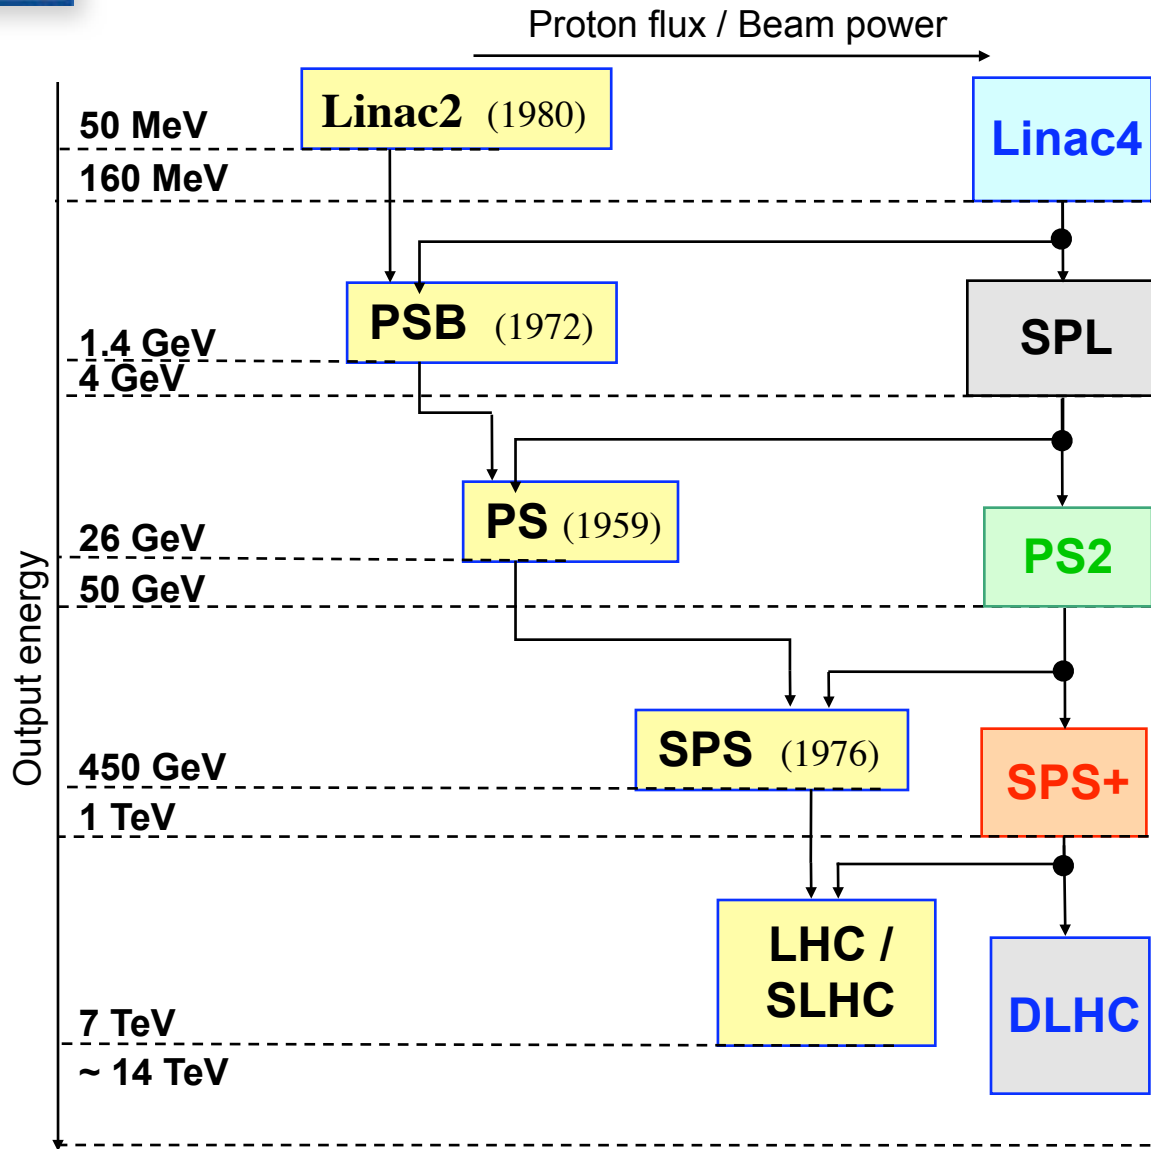 Proton flux / Beam power
Linac2 (1980)
Linac4
50 MeV
160 MeV
PSB (1972)
SPL
1.4 GeV
4 GeV
PS (1959)
PS2
26 GeV
50 GeV
Output energy
SPS (1976)
SPS+
450 GeV
1 TeV
LHC /
SLHC
DLHC
7 TeV
~ 14 TeV